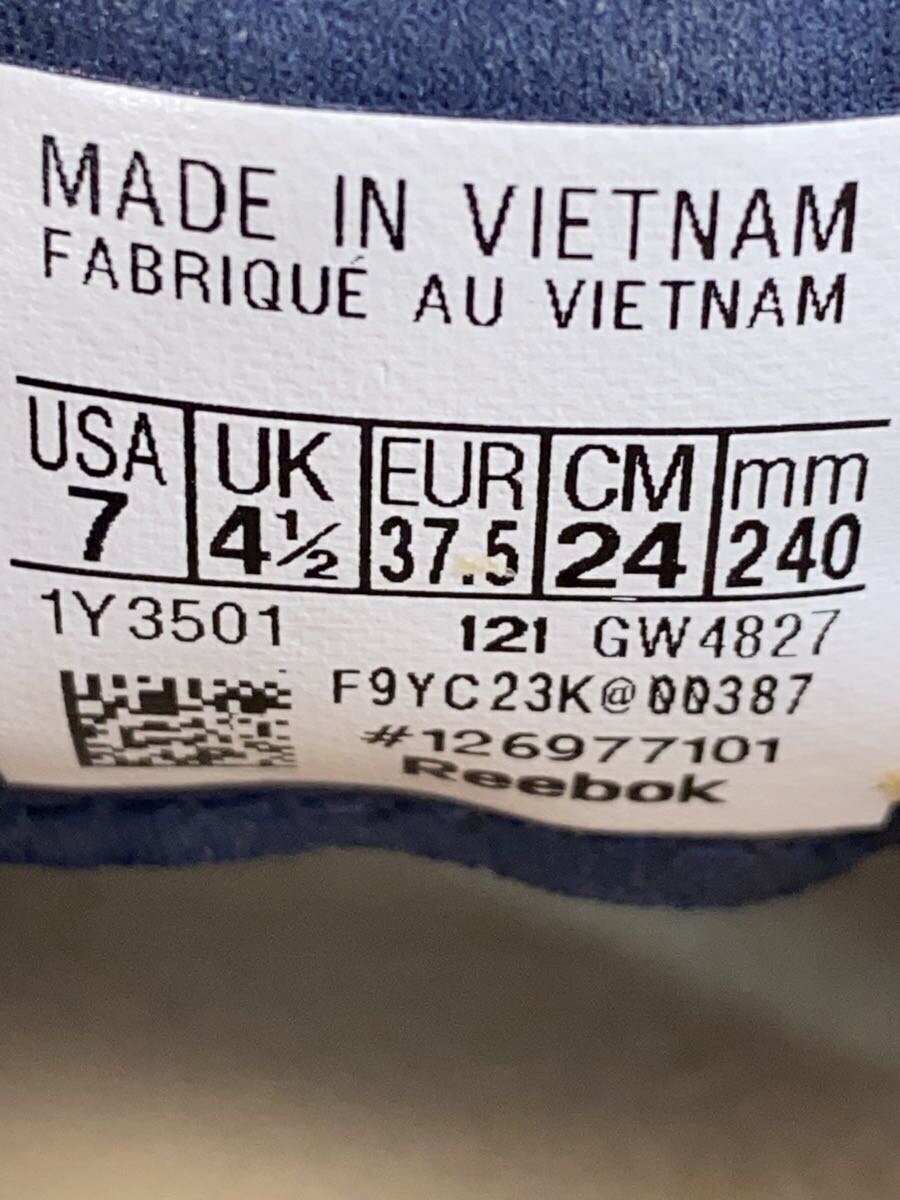 MADE IN VIETNAM
FABRIQUÉ AU VIETNAM
USA UK EUR CM mm
7 4½ 37.5 24 240
1Y3501 121 GW4827
F9YC23K@00387
#126977101
Reebok